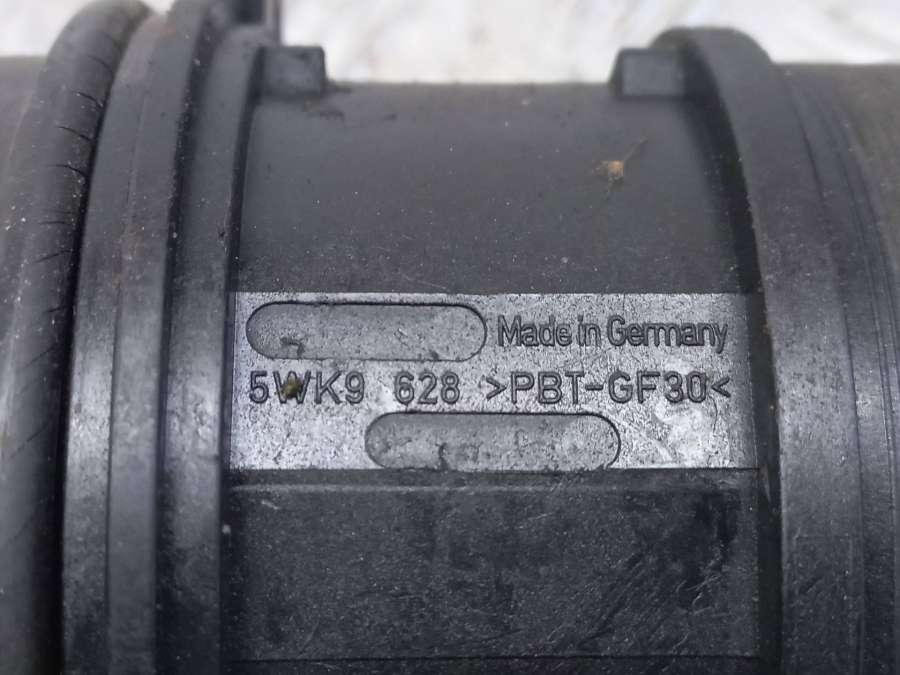 Made in Germany
5WK9 628 >PBT-GF30<